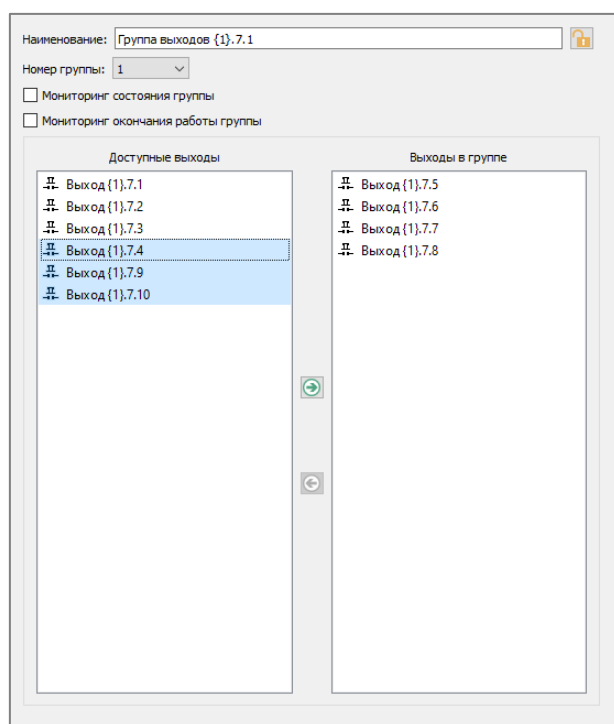 Наименование: Группа выходов {1}.7.1
Номер группы: 1
Мониторинг состояния группы
Мониторинг окончания работы группы
Доступные выходы
Выход {1}.7.1
Выход {1}.7.2
Выход {1}.7.3
Выход {1}.7.4
Выход {1}.7.9
Выход {1}.7.10
Выходы в группе
Выход {1}.7.5
Выход {1}.7.6
Выход {1}.7.7
Выход {1}.7.8